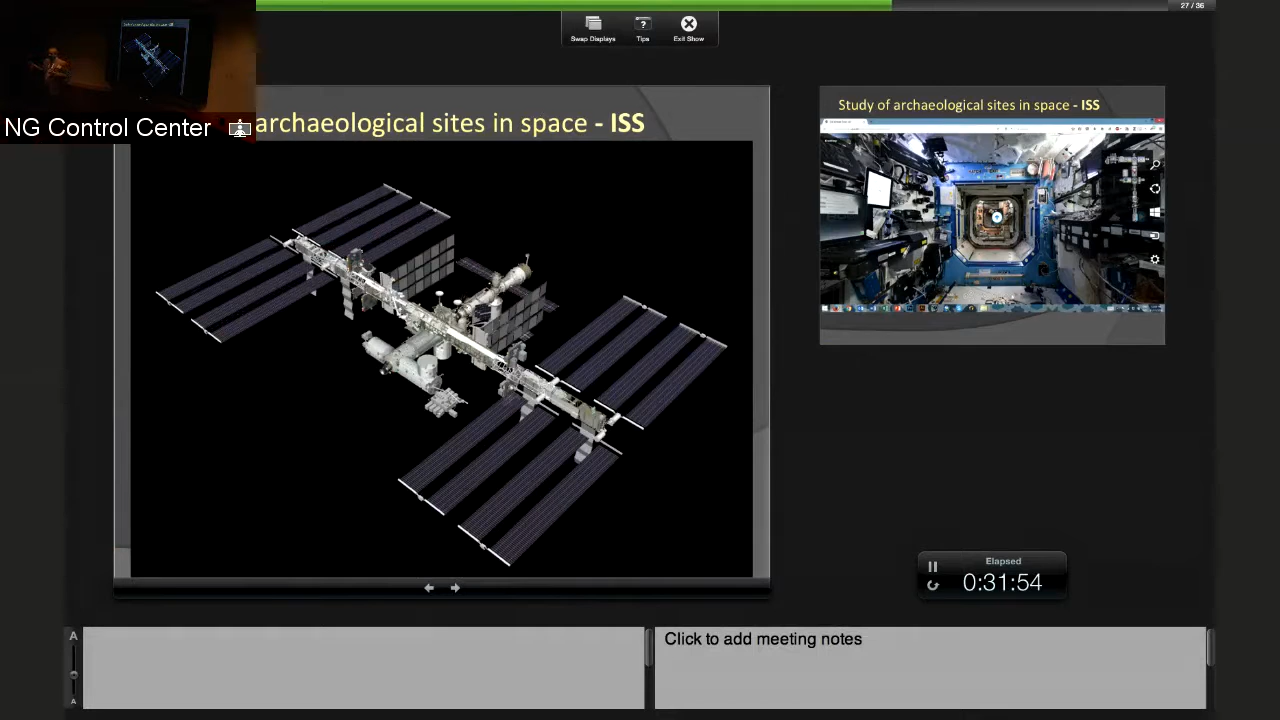 27 / 36
Swap Displays
Tips
Exit Show
NG Control Center
archaeological sites in space - ISS
Study of archaeological sites in space - ISS
Elapsed
0:31:54
A
A
Click to add meeting notes